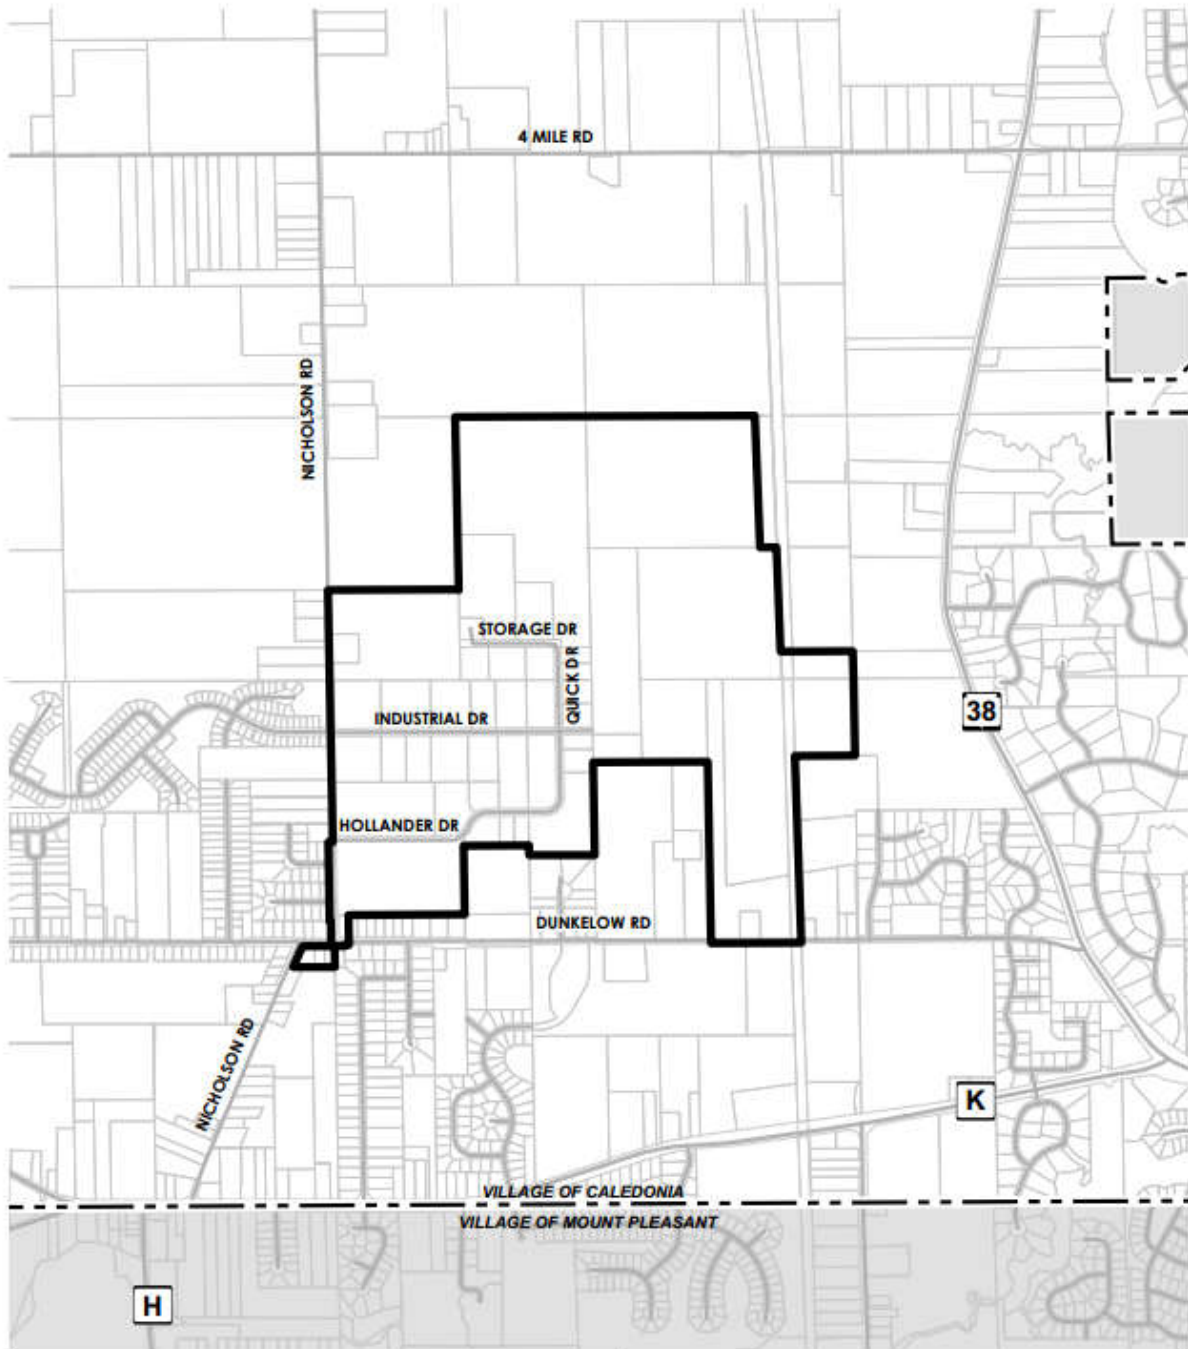 4 MILE RD
NICHOLSON RD
STORAGE DR
QUICK DR
INDUSTRIAL DR
38
HOLLANDER DR
DUNKELOW RD
NICHOLSON RD
K
VILLAGE OF CALEDONIA
VILLAGE OF MOUNT PLEASANT
H